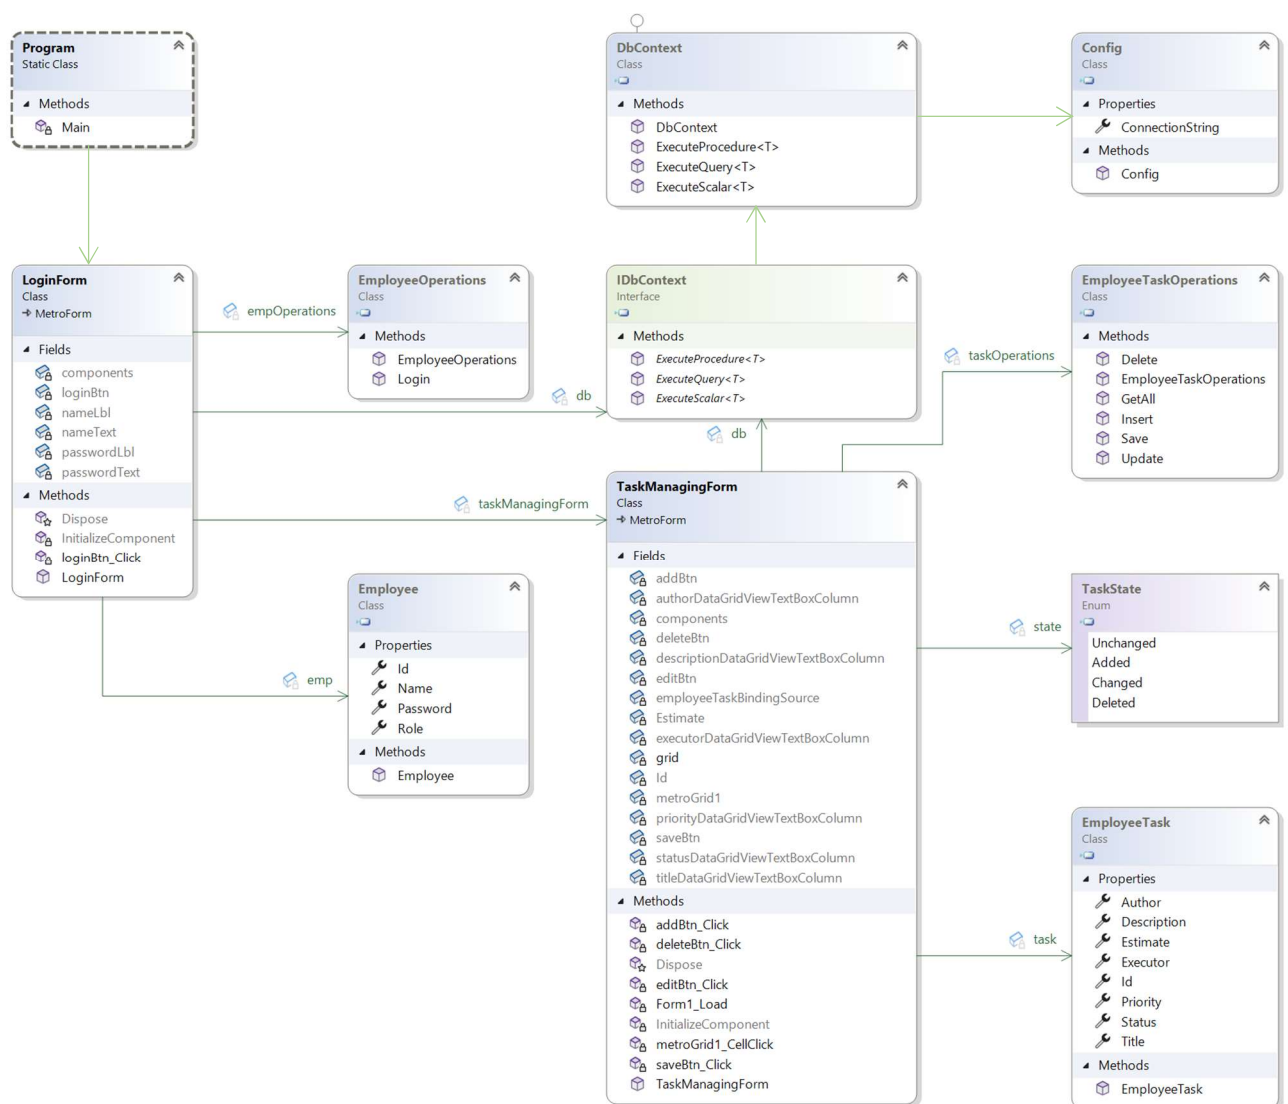 Program
Static Class
Methods
Main
DbContext
Class
Methods
DbContext
ExecuteProcedure<T>
ExecuteQuery<T>
ExecuteScalar<T>
Config
Class
Properties
ConnectionString
Methods
Config
LoginForm
Class
MetroForm
Fields
components
loginBtn
nameLbl
nameText
passwordLbl
passwordText
Methods
Dispose
InitializeComponent
loginBtn_Click
LoginForm
empOperations
EmployeeOperations
Class
Methods
EmployeeOperations
Login
db
IDbContext
Interface
Methods
ExecuteProcedure<T>
ExecuteQuery<T>
ExecuteScalar<T>
db
taskOperations
EmployeeTaskOperations
Class
Methods
Delete
EmployeeTaskOperations
GetAll
Insert
Save
Update
taskManagingForm
TaskManagingForm
Class
MetroForm
Fields
addBtn
authorDataGridViewTextBoxColumn
components
deleteBtn
descriptionDataGridViewTextBoxColumn
editBtn
employeeTaskBindingSource
Estimate
executorDataGridViewTextBoxColumn
grid
Id
metroGrid1
priorityDataGridViewTextBoxColumn
saveBtn
statusDataGridViewTextBoxColumn
titleDataGridViewTextBoxColumn
Methods
addBtn_Click
deleteBtn_Click
Dispose
editBtn_Click
Form1_Load
InitializeComponent
metroGrid1_CellClick
saveBtn_Click
TaskManagingForm
emp
Employee
Class
Properties
Id
Name
Password
Role
Methods
Employee
state
TaskState
Enum
Unchanged
Added
Changed
Deleted
task
EmployeeTask
Class
Properties
Author
Description
Estimate
Executor
Id
Priority
Status
Title
Methods
EmployeeTask